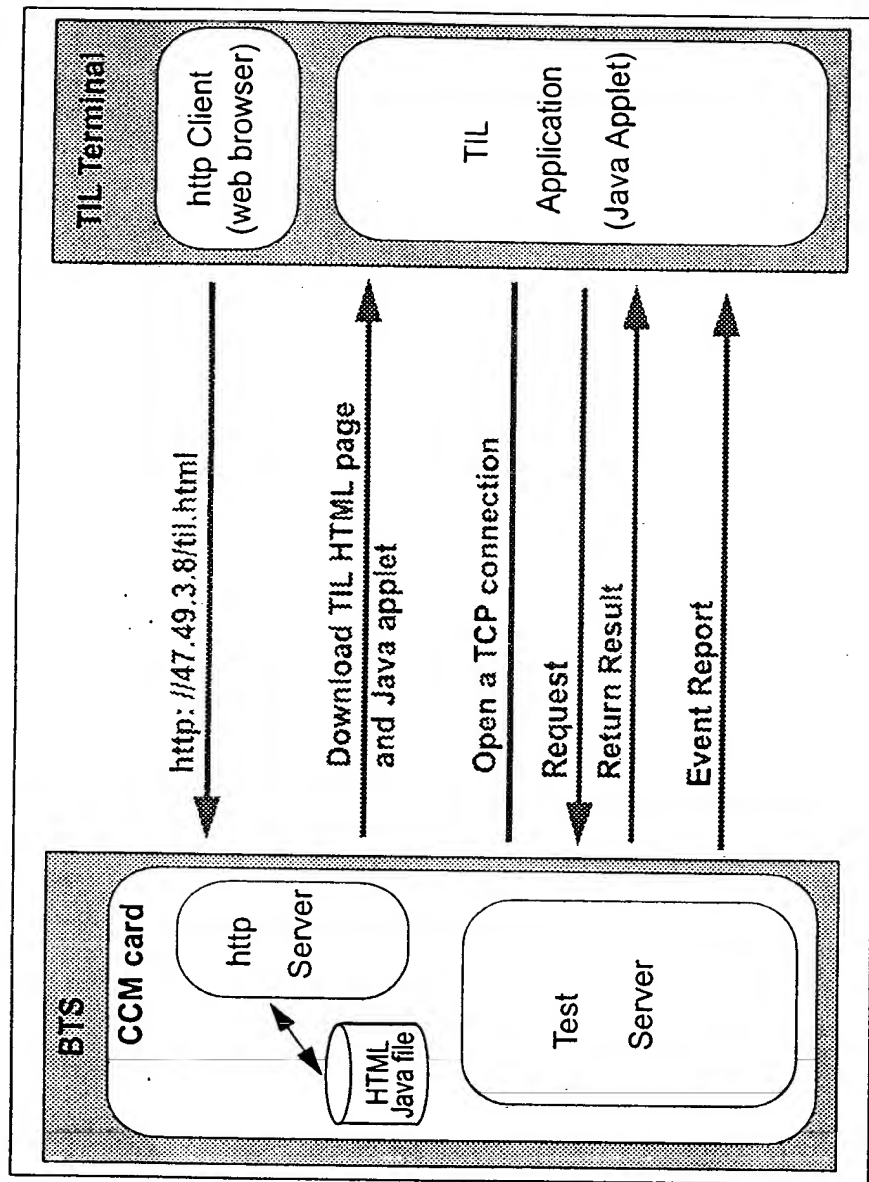 BTS
CCM card
http
Server
HTML
Java file
Test
Server
http: //47.49.3.8/til.html
Download TIL HTML page
and Java applet
Open a TCP connection
Request
Return Result
Event Report
TIL Terminal
http Client
(web browser)
TIL
Application
(Java Applet)